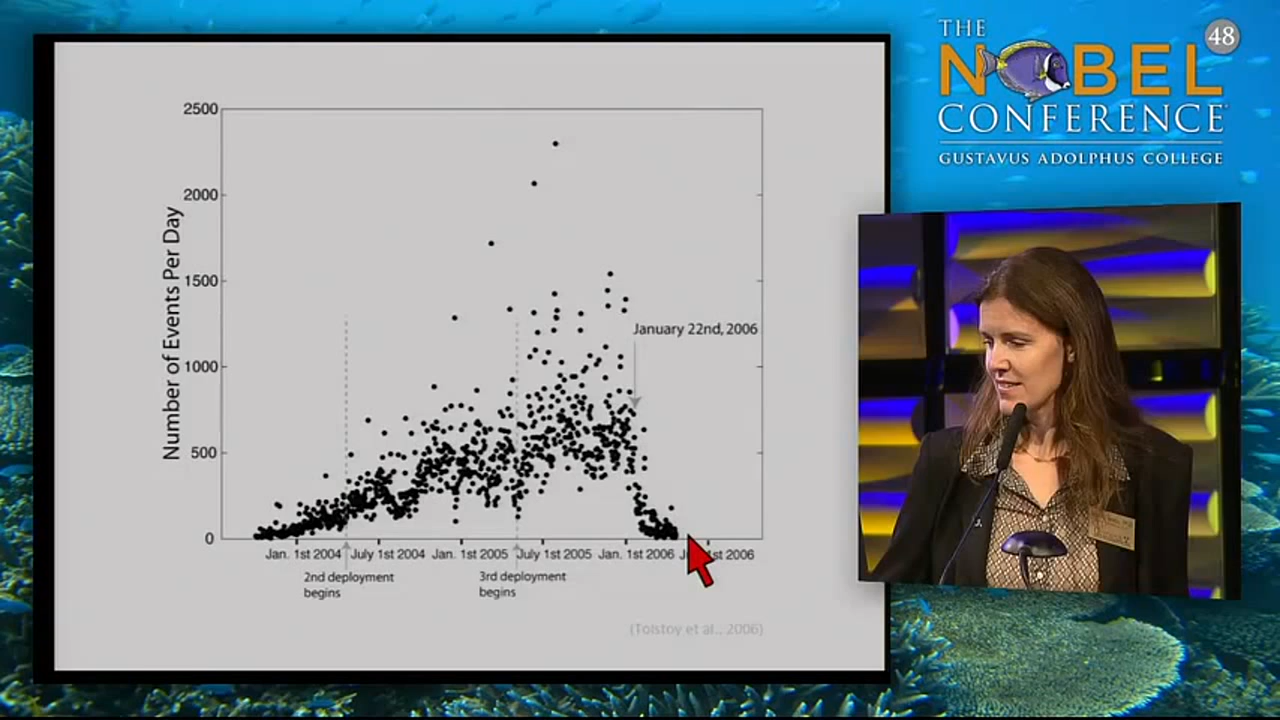 THE
NOBEL
48
CONFERENCE
GUSTAVUS ADOLPHUS COLLEGE
2500
2000
1500
1000
500
0
Number of Events Per Day
January 22nd, 2006
Jan. 1st 2004
July 1st 2004
Jan. 1st 2005
July 1st 2005
Jan. 1st 2006
1st 2006
2nd deployment
begins
3rd deployment
begins
(Tolstoy et al., 2006)